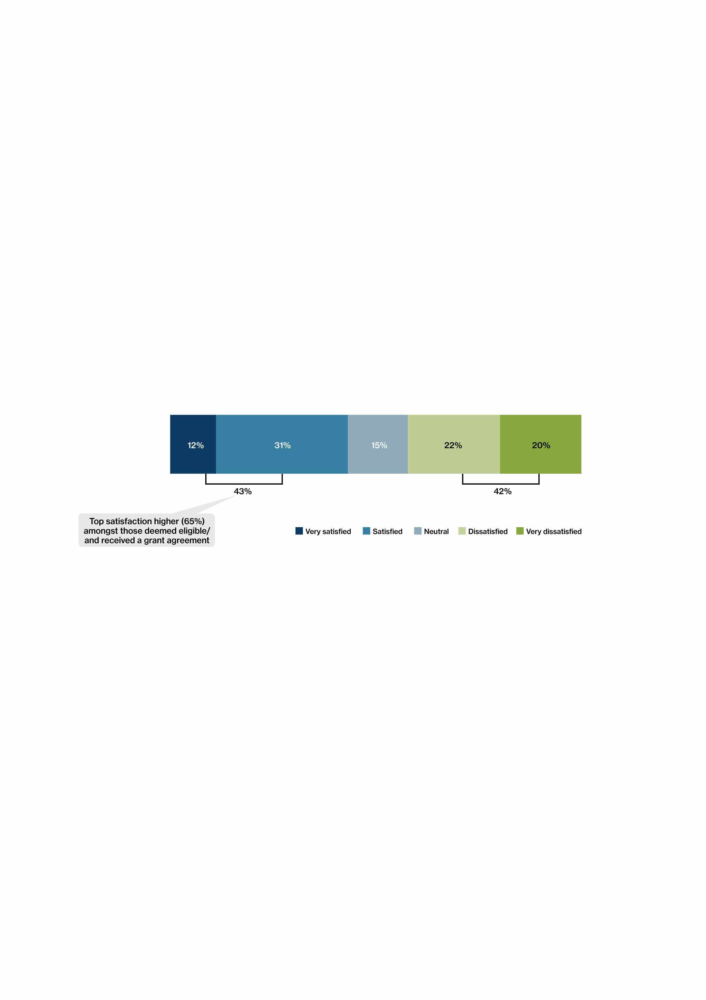 12%
31%
15%
22%
20%
43%
42%
Top satisfaction higher (65%)
amongst those deemed eligible/
and received a grant agreement
Very satisfied
Satisfied
Neutral
Dissatisfied
Very dissatisfied